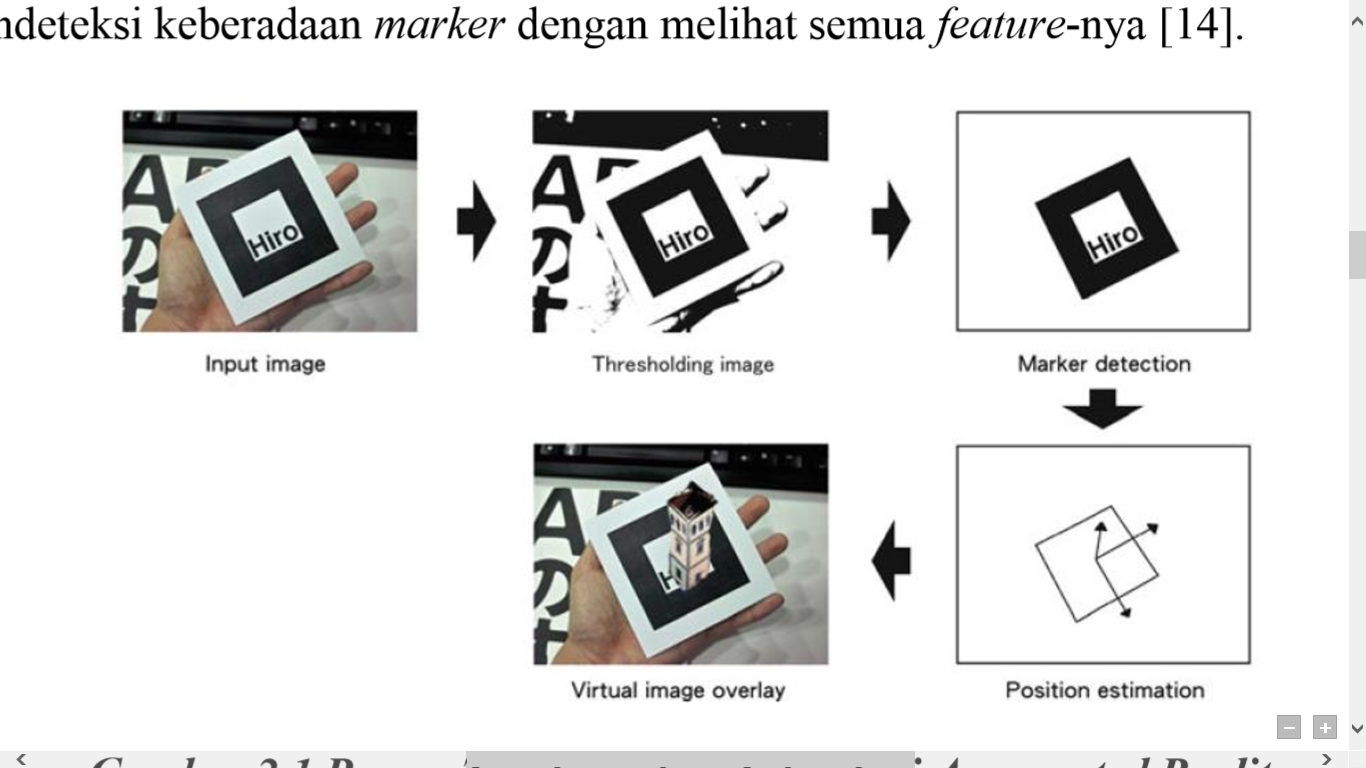 ndeteksi keberadaan marker dengan melihat semua feature-nya [14].
Hiro
Hiro
Hiro
Input image
Thresholding image
Marker detection
Virtual image overlay
Position estimation